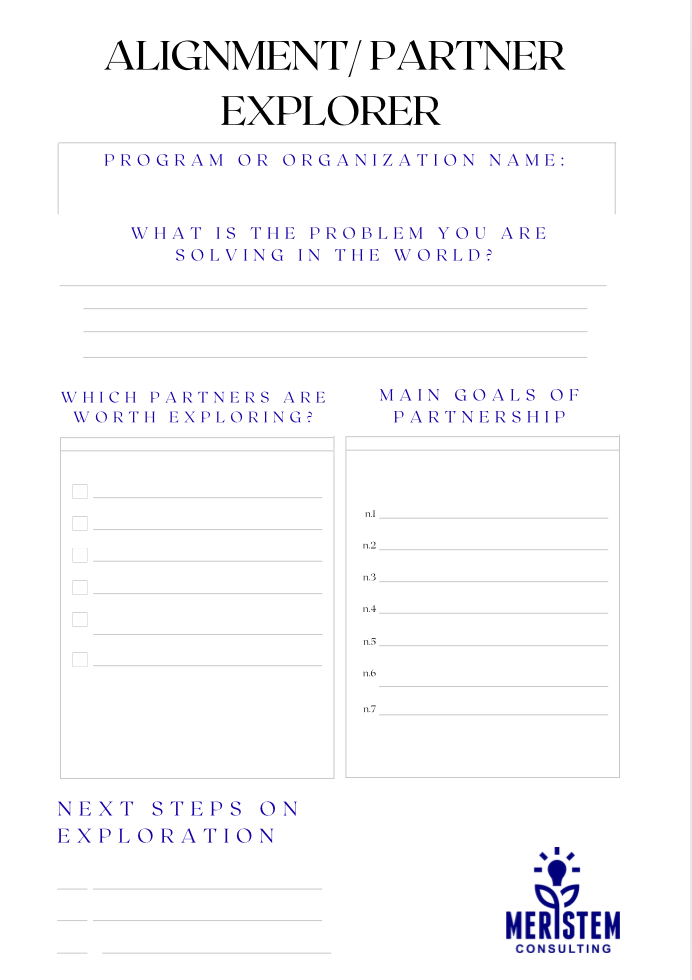 ALIGNMENT/ PARTNER
EXPLORER
PROGRAM OR ORGANIZATION NAME:
WHAT IS THE PROBLEM YOU ARE
SOLVING IN THE WORLD?
WHICH PARTNERS ARE
WORTH EXPLORING?
MAIN GOALS OF
PARTNERSHIP
n.1
n.2
n.3
n.4
n.5
n.6
n.7
NEXT STEPS ON
EXPLORATION
MERISTEM
CONSULTING